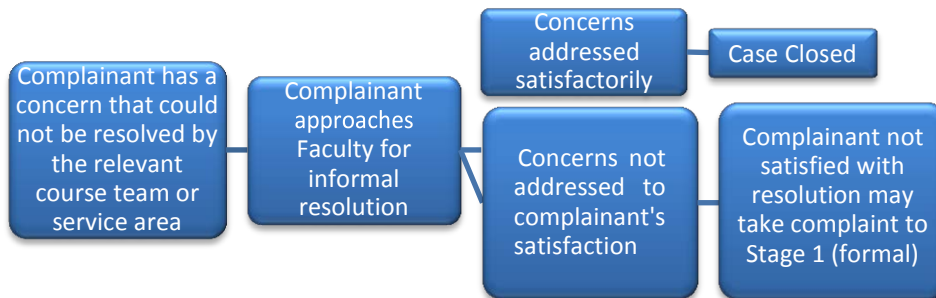 Complainant has a
concern that could
not be resolved by
the relevant
course team or
service area
Complainant
approaches
Faculty for
informal
resolution
Concerns
addressed
satisfactorily
Case Closed
Concerns not
addressed to
complainant's
satisfaction
Complainant not
satisfied with
resolution may
take complaint to
Stage 1 (formal)